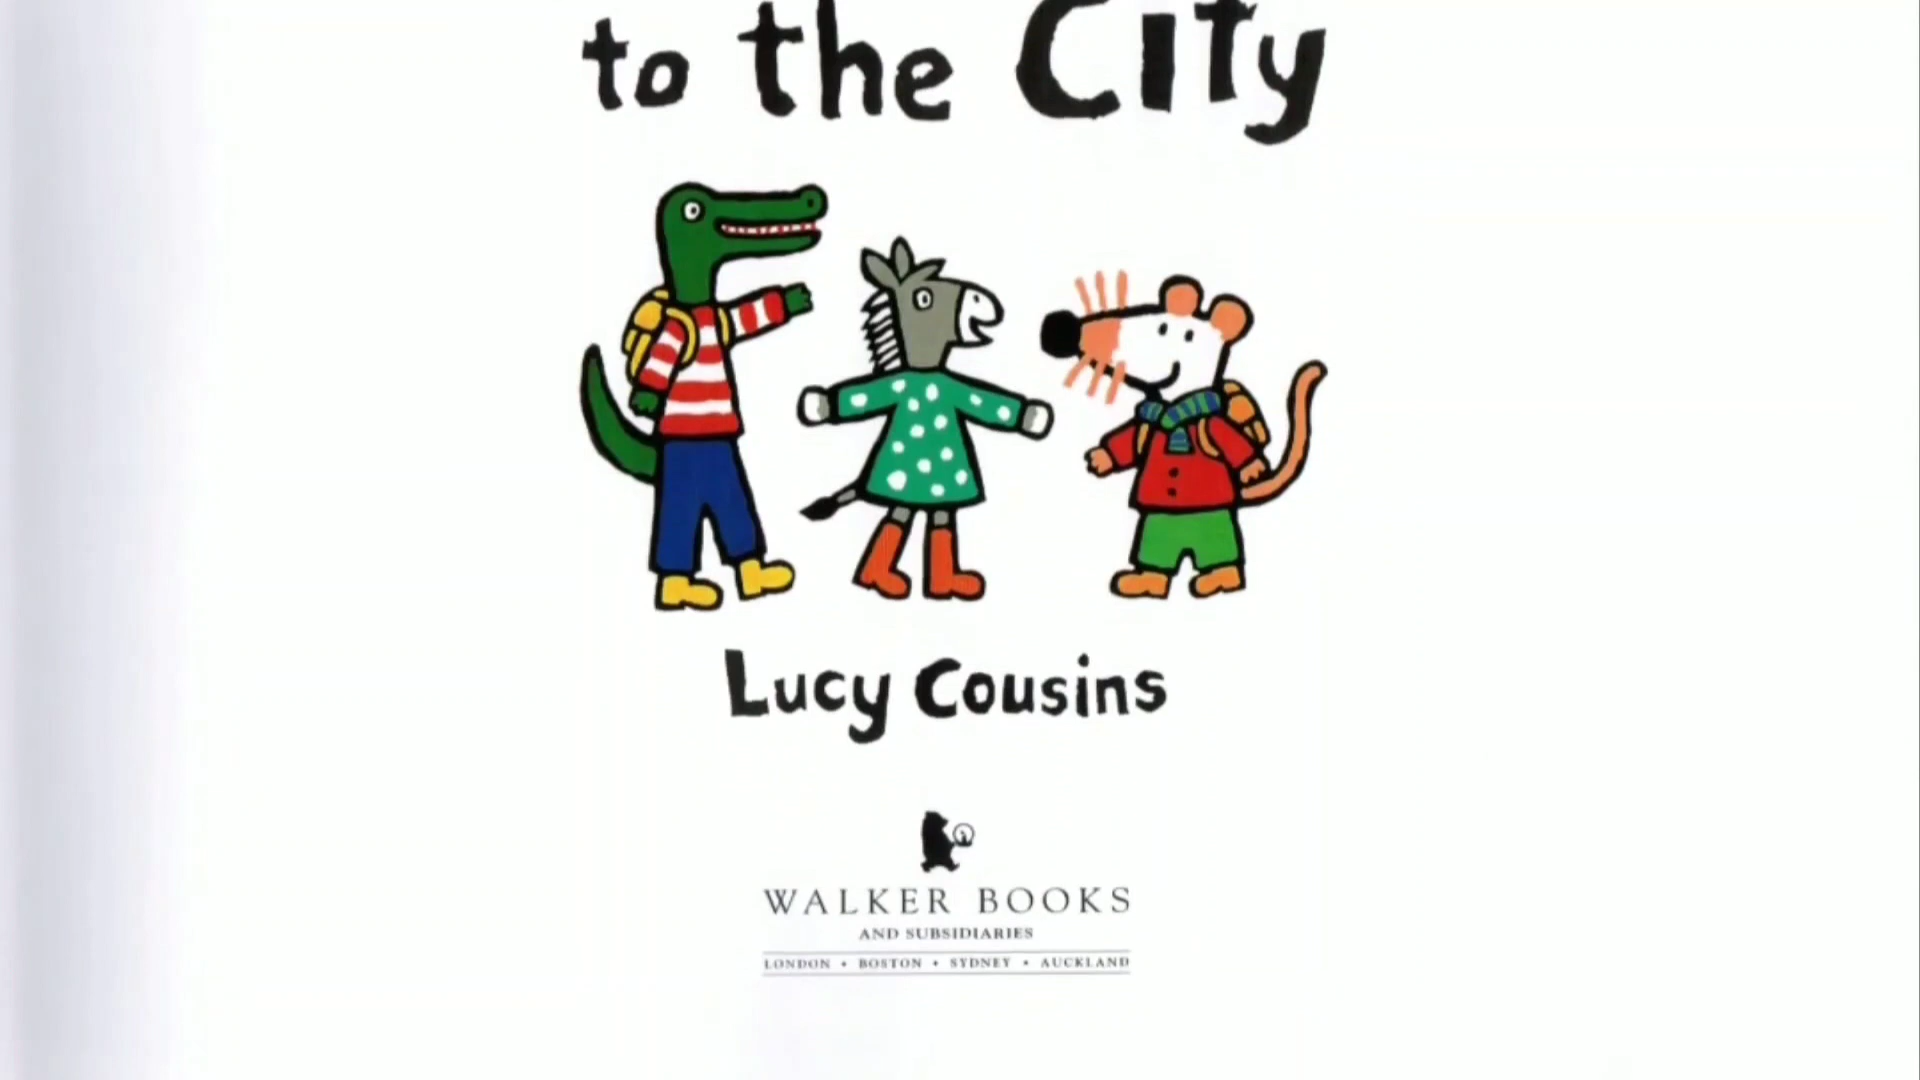 to the City
Lucy Cousins
WALKER BOOKS
AND SUBSIDIARIES
LONDON • BOSTON • SYDNEY • AUCKLAND